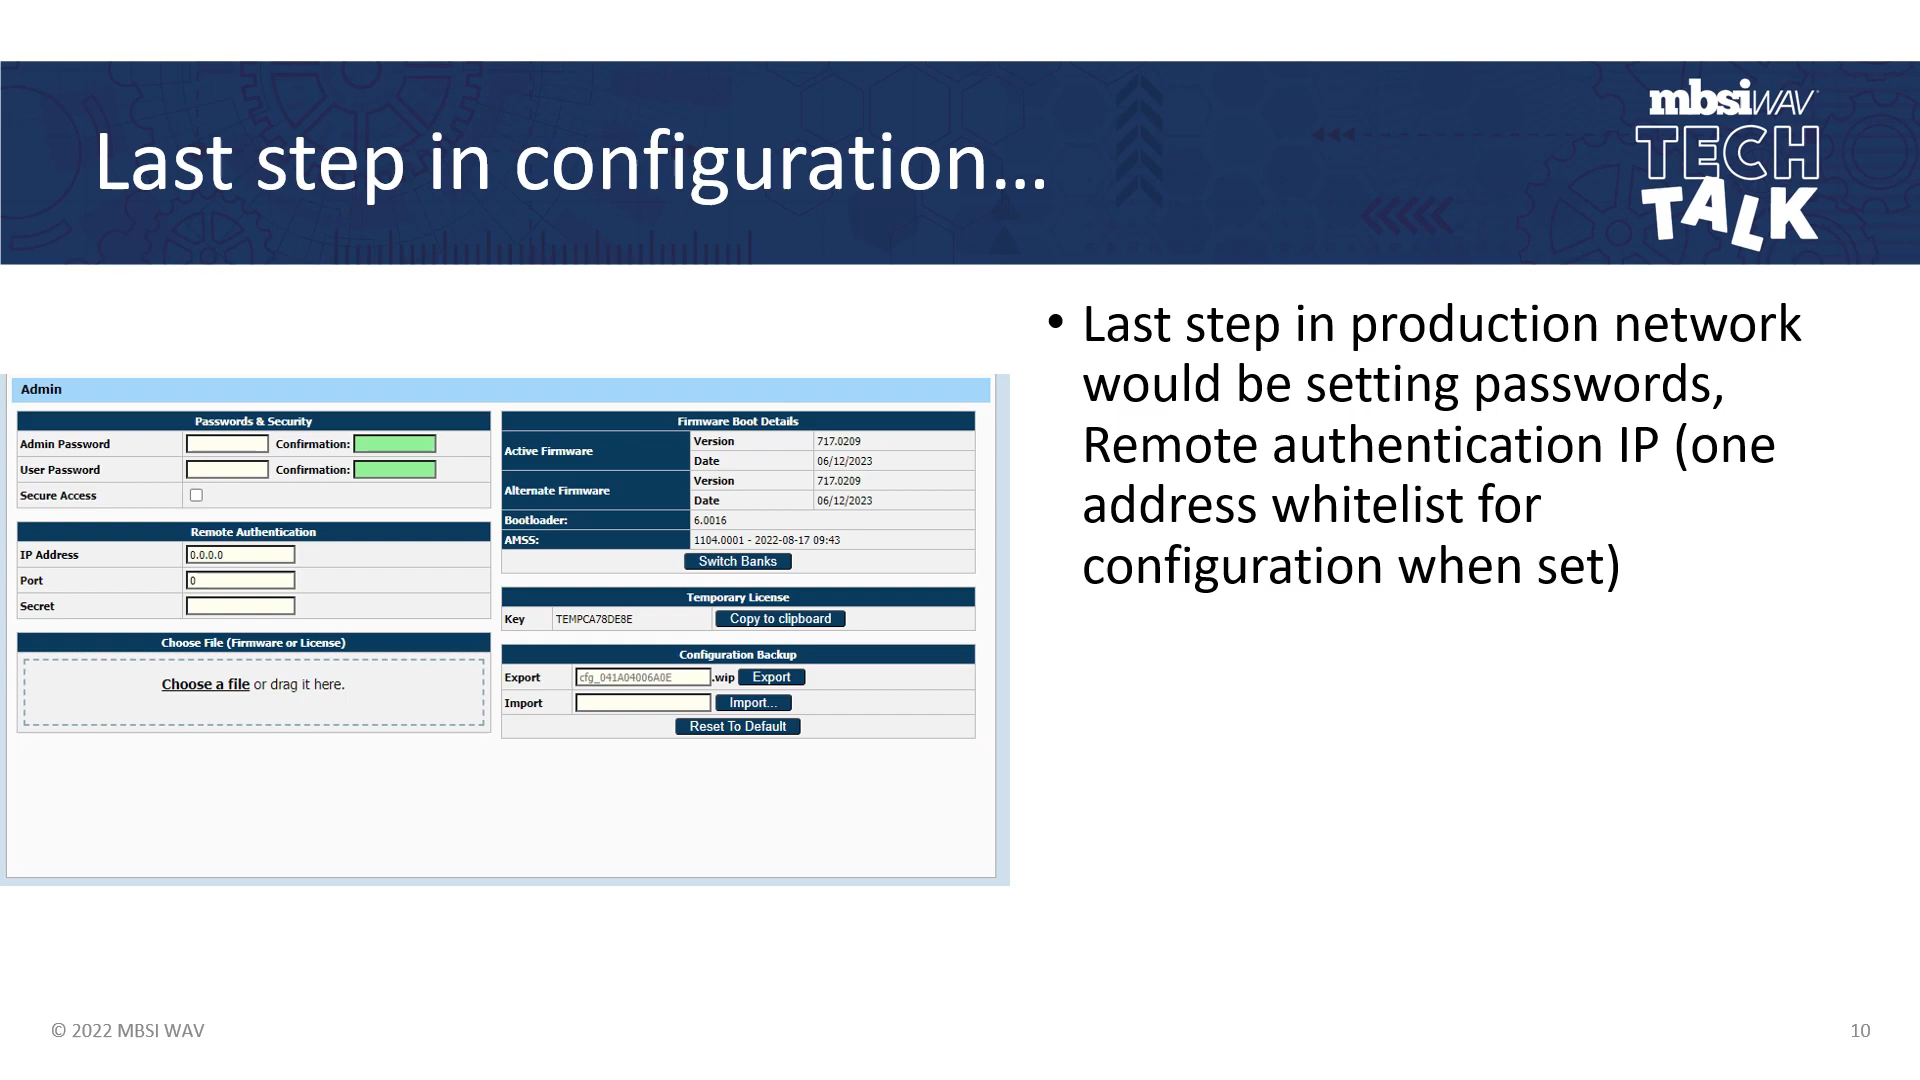 Last step in configuration…
mbsi WAV
TECH
TALK
• Last step in production network
would be setting passwords,
Remote authentication IP (one
address whitelist for
configuration when set)
Admin
Passwords & Security
Admin Password Confirmation:
User Password Confirmation:
Secure Access
Remote Authentication
IP Address 0.0.0.0
Port 0
Secret
Choose File (Firmware or License)
Choose a file or drag it here.
Firmware Boot Details
Active Firmware Version 717.0209
Date 06/12/2023
Alternate Firmware Version 717.0209
Date 06/12/2023
Bootloader: 6.0016
AMSS: 1104.0001 - 2022-08-17 09:43
Switch Banks
Temporary License
Key TEMPCA78DE8E Copy to clipboard
Configuration Backup
Export cfg_041A04006A0E .wip Export
Import Import...
Reset To Default
© 2022 MBSI WAV
10